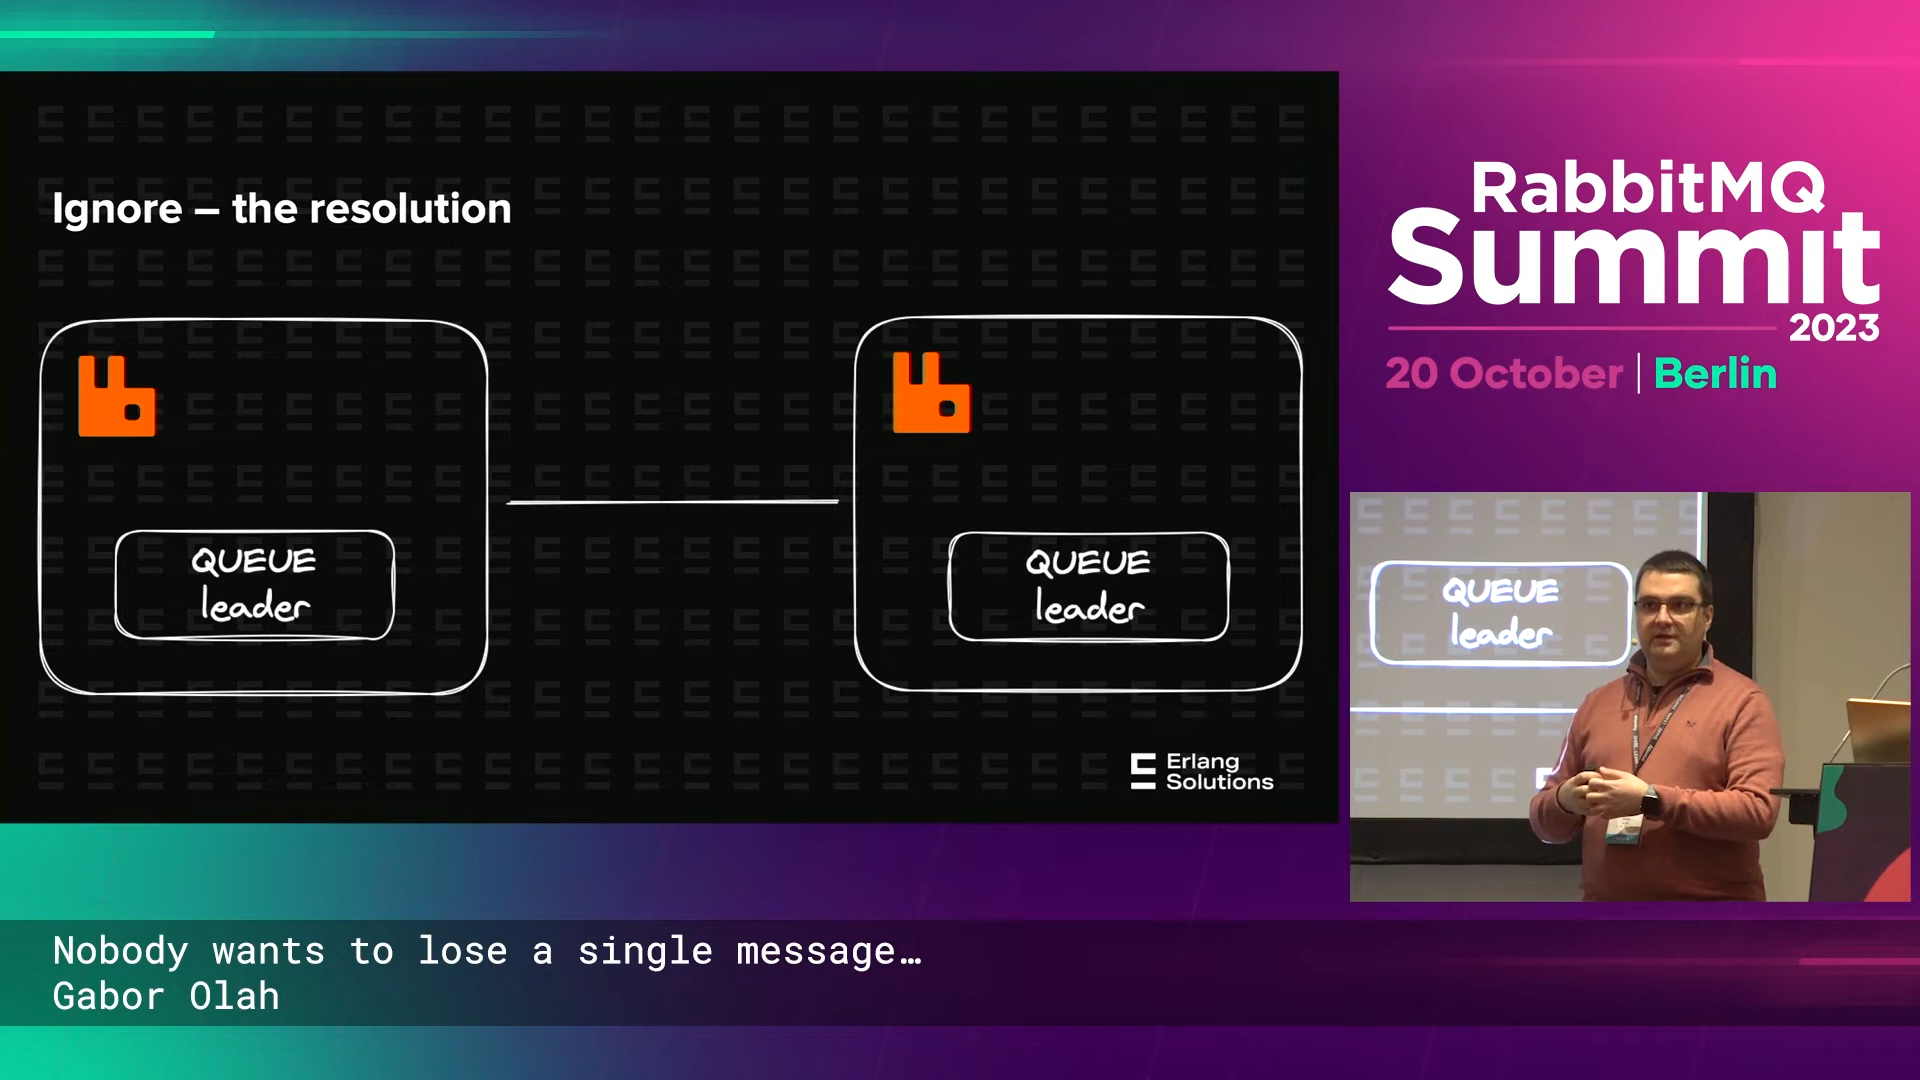 Ignore – the resolution
QUEUE
leader
QUEUE
leader
Erlang
Solutions
RabbitMQ
Summit
2023
20 October | Berlin
QUEUE
leader
Nobody wants to lose a single message…
Gabor Olah